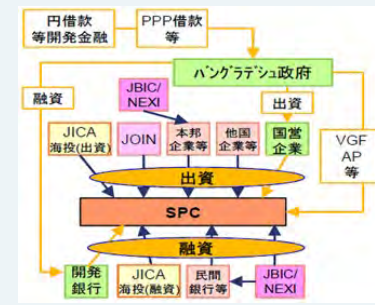 円借款
等開発金融
PPP借款
等
バングラデシュ政府
融資
JBIC/
NEXI
出資
JICA
海投(出資)
JOIN
本邦
企業等
他国
企業等
国営
企業
VGF
AP
等
出資
SPC
融資
開発
銀行
JICA
海投(融資)
民間
銀行等
JBIC/
NEXI